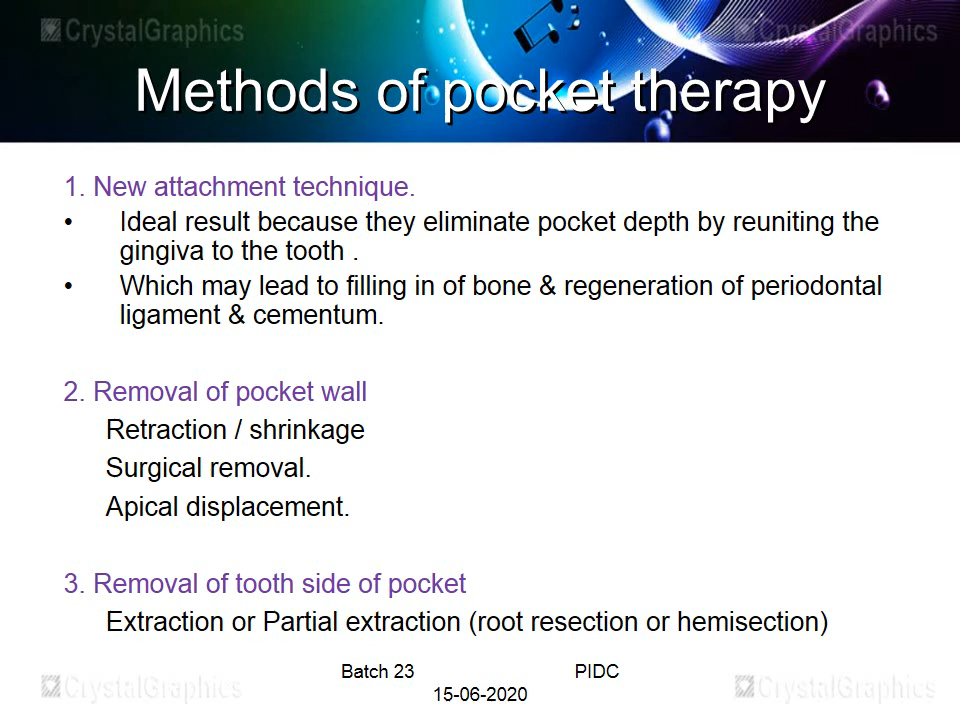 CrystalGraphics CrystalGraphics
Methods of pocket therapy
1. New attachment technique.
• Ideal result because they eliminate pocket depth by reuniting the
gingiva to the tooth .
• Which may lead to filling in of bone & regeneration of periodontal
ligament & cementum.
2. Removal of pocket wall
Retraction / shrinkage
Surgical removal.
Apical displacement.
3. Removal of tooth side of pocket
Extraction or Partial extraction (root resection or hemisection)
Batch 23 PIDC
15-06-2020
CrystalGraphics CrystalGraphics